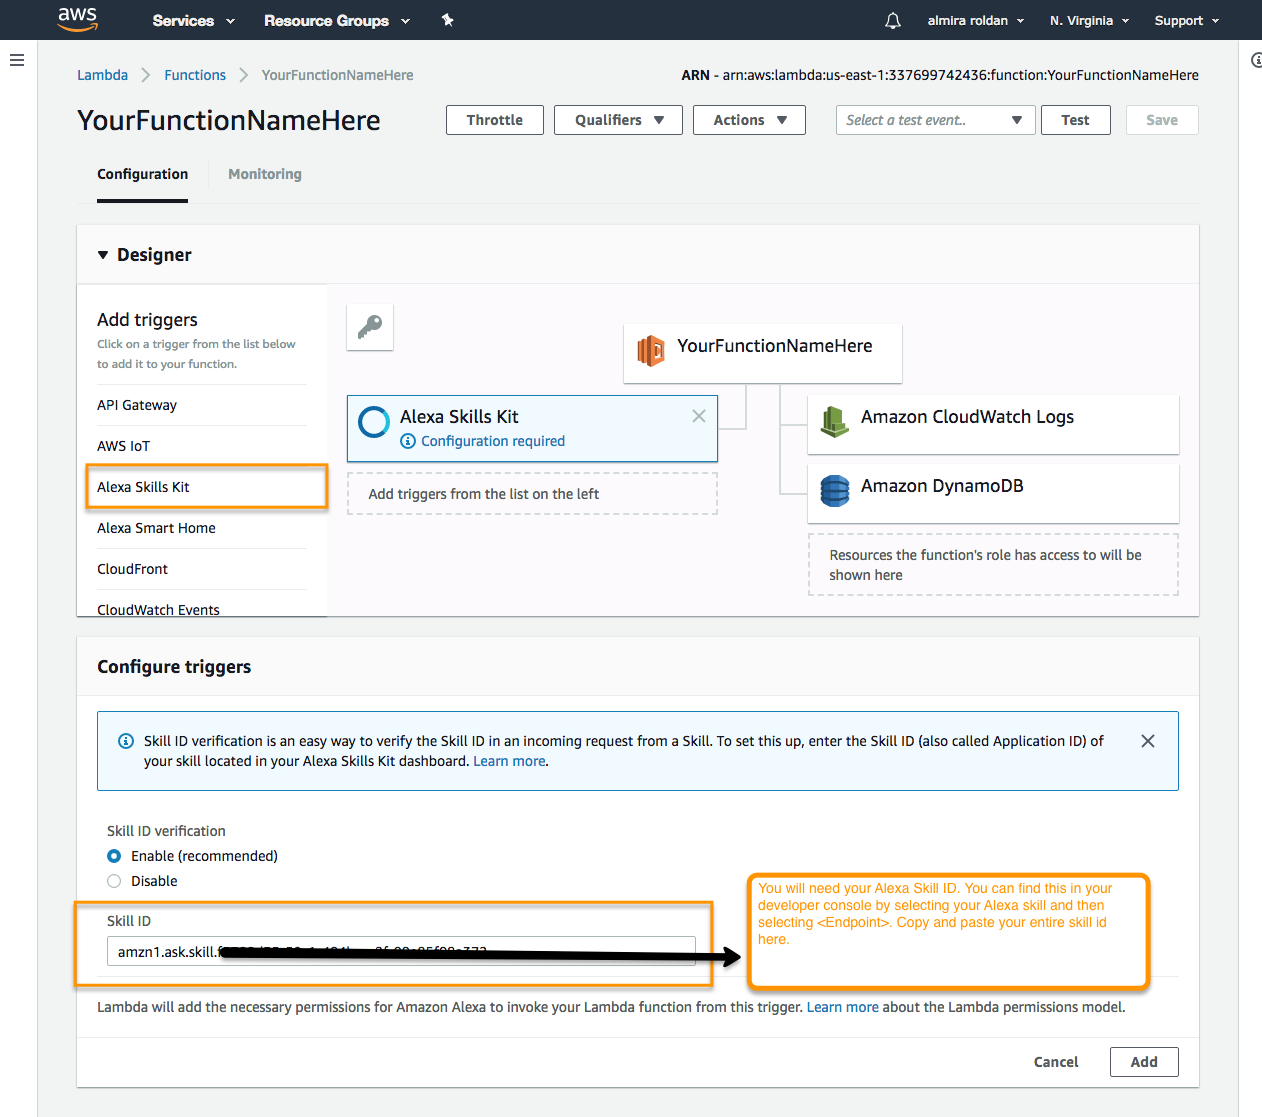 aws Services Resource Groups almira roldan N. Virginia Support
Lambda Functions YourFunctionNameHere ARN - arn:aws:lambda:us-east-1:337699742436:function:YourFunctionNameHere
YourFunctionNameHere Throttle Qualifiers Actions Select a test event.. Test Save
Configuration Monitoring
Designer
Add triggers
Click on a trigger from the list below
to add it to your function.
API Gateway
AWS IoT
Alexa Skills Kit
Alexa Smart Home
CloudFront
CloudWatch Events
YourFunctionNameHere
Alexa Skills Kit
Configuration required
Add triggers from the list on the left
Amazon CloudWatch Logs
Amazon DynamoDB
Resources the function's role has access to will be
shown here
Configure triggers
Skill ID verification is an easy way to verify the Skill ID in an incoming request from a Skill. To set this up, enter the Skill ID (also called Application ID) of
your skill located in your Alexa Skills Kit dashboard. Learn more.
Skill ID verification
Enable (recommended)
Disable
Skill ID
amzn1.ask.skill.
You will need your Alexa Skill ID. You can find this in your
developer console by selecting your Alexa skill and then
selecting <Endpoint>. Copy and paste your entire skill id
here.
Lambda will add the necessary permissions for Amazon Alexa to invoke your Lambda function from this trigger. Learn more about the Lambda permissions model.
Cancel Add